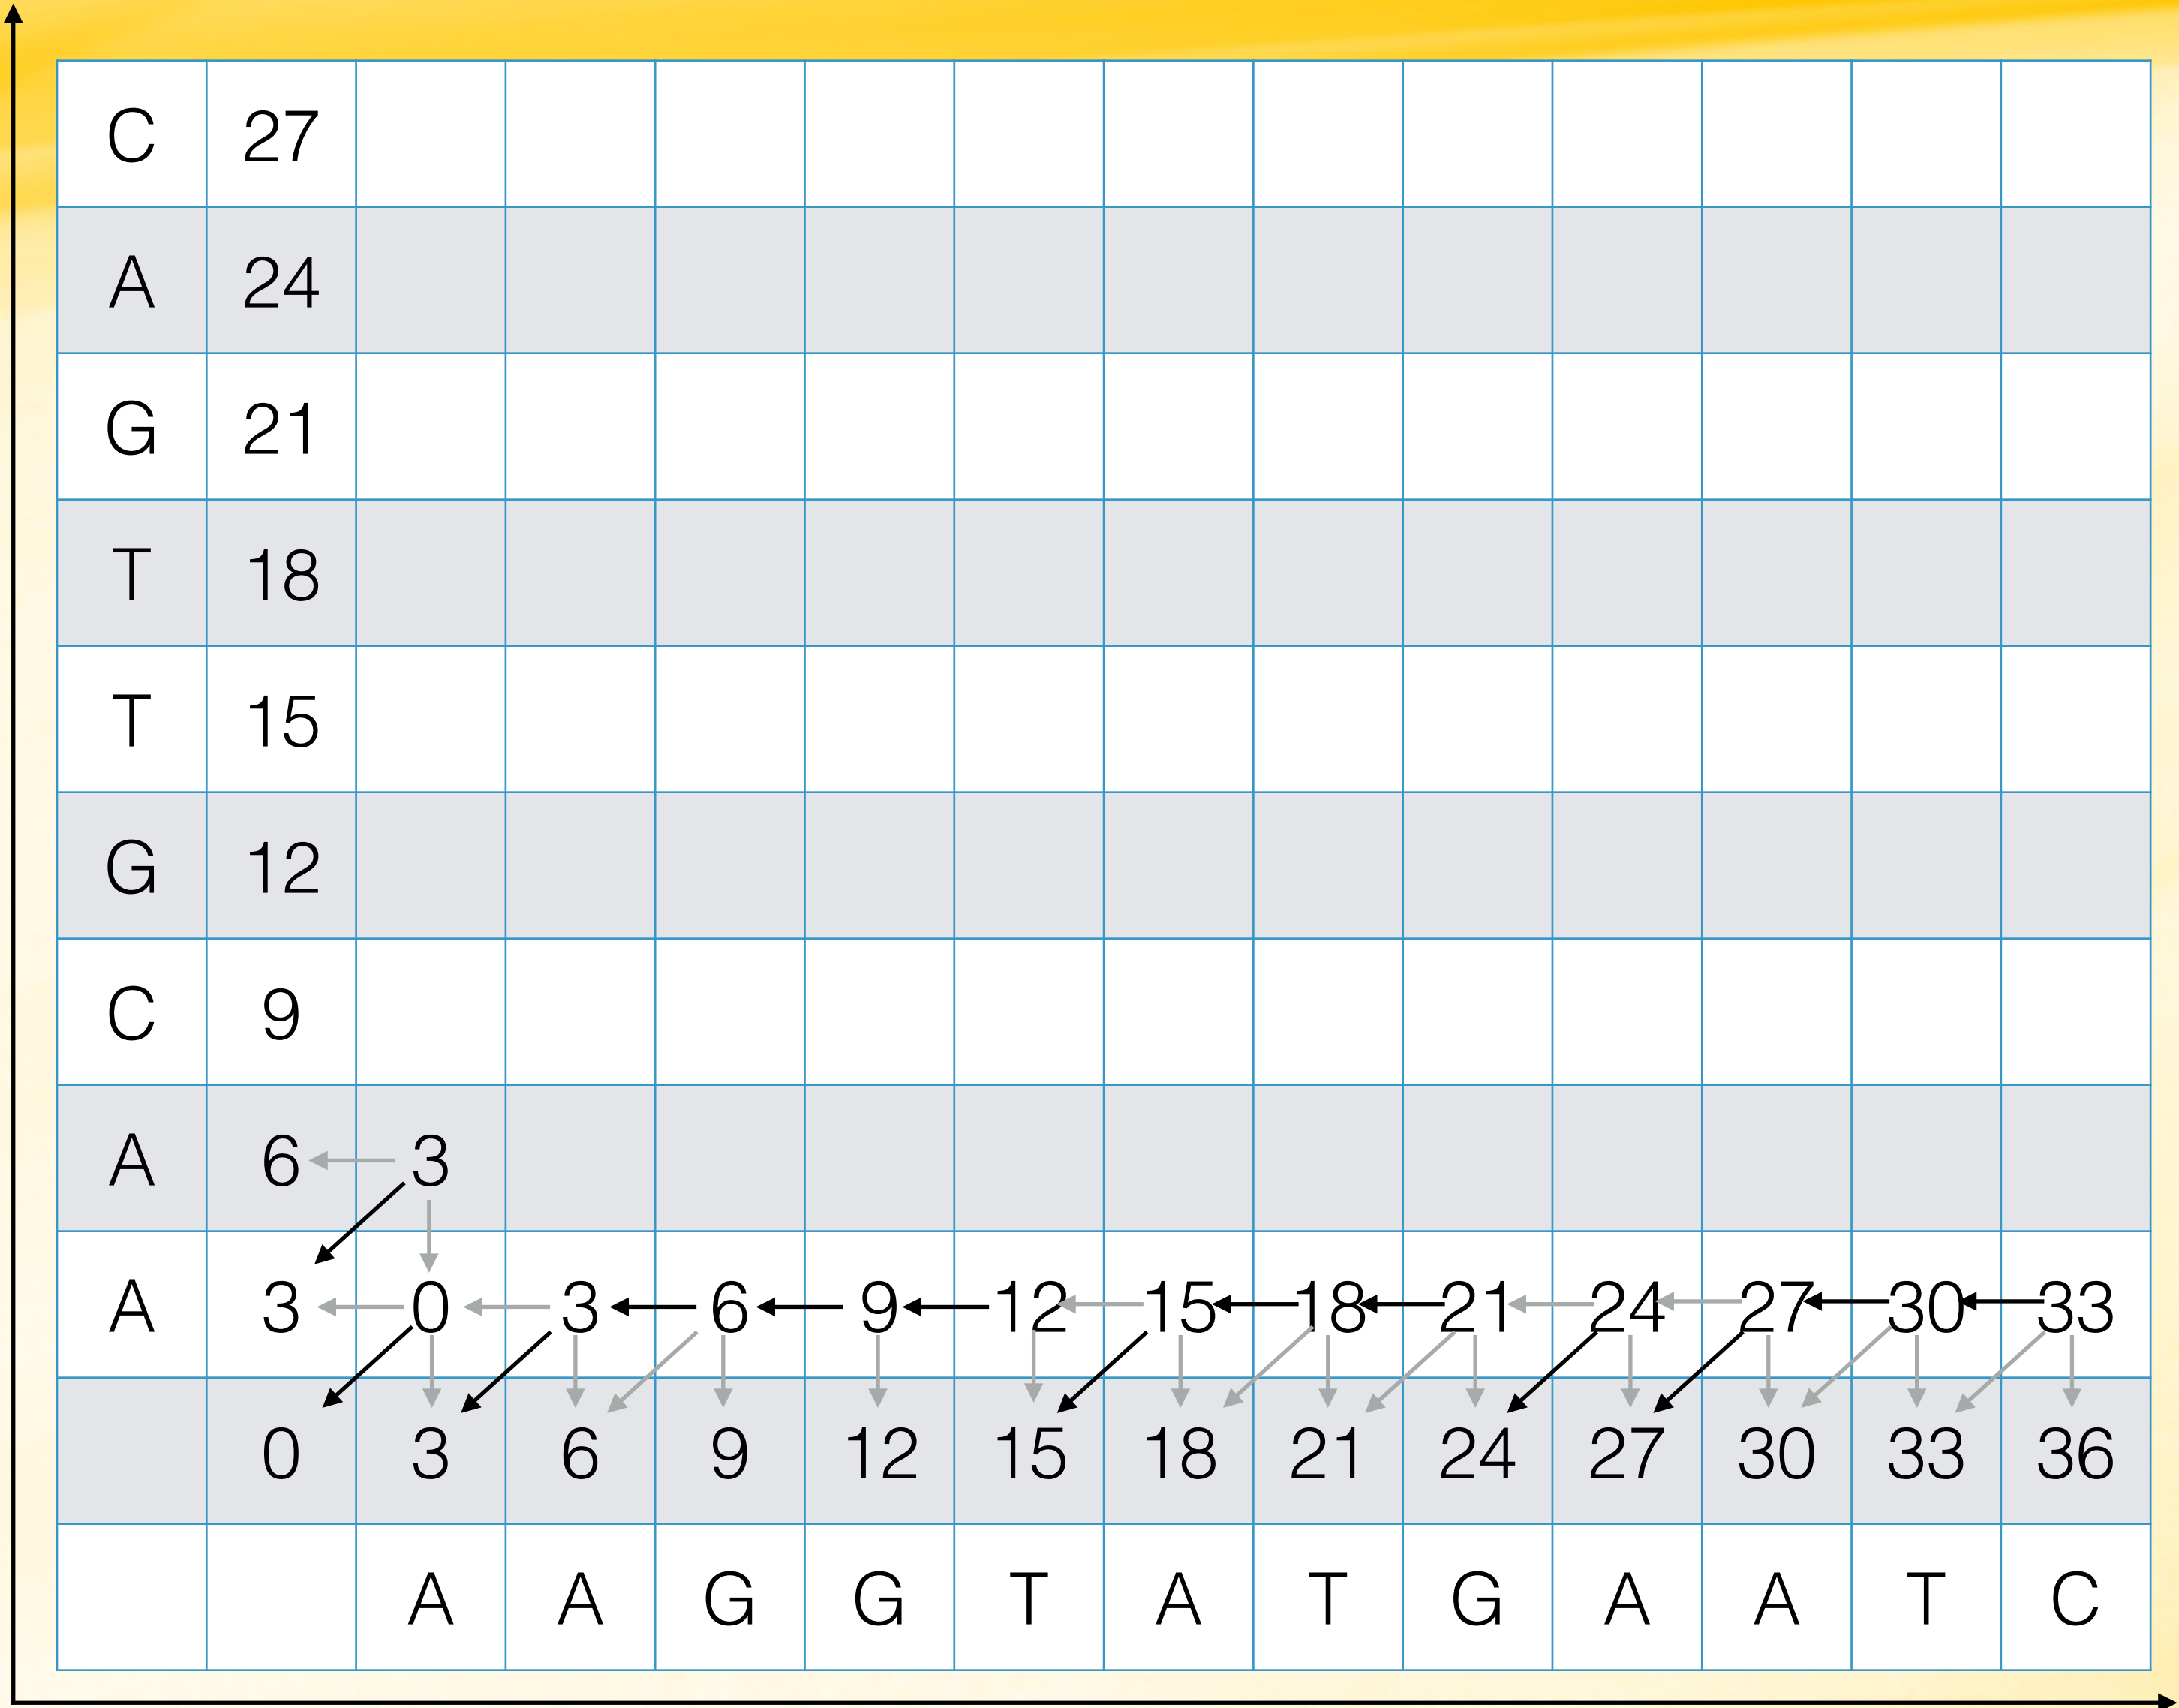 C 27
A 24
G 21
T 18
T 15
G 12
C 9
A 6 3
A 3 0 3 6 9 12 15 18 21 24 27 30 33
0 3 6 9 12 15 18 21 24 27 30 33 36
A A G G T A T G A A T C